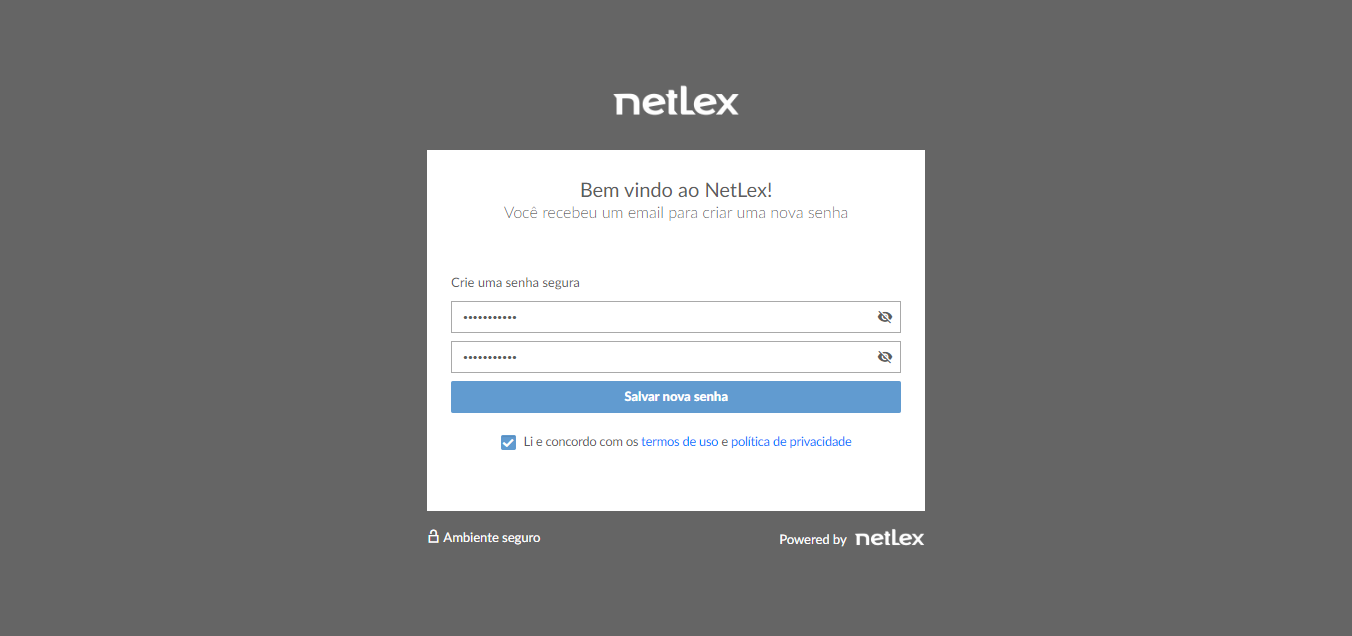 netLex
Bem vindo ao NetLex!
Você recebeu um email para criar uma nova senha
Crie uma senha segura
•••••••••••
•••••••••••
Salvar nova senha
Li e concordo com os termos de uso e política de privacidade
Ambiente seguro
Powered by netLex